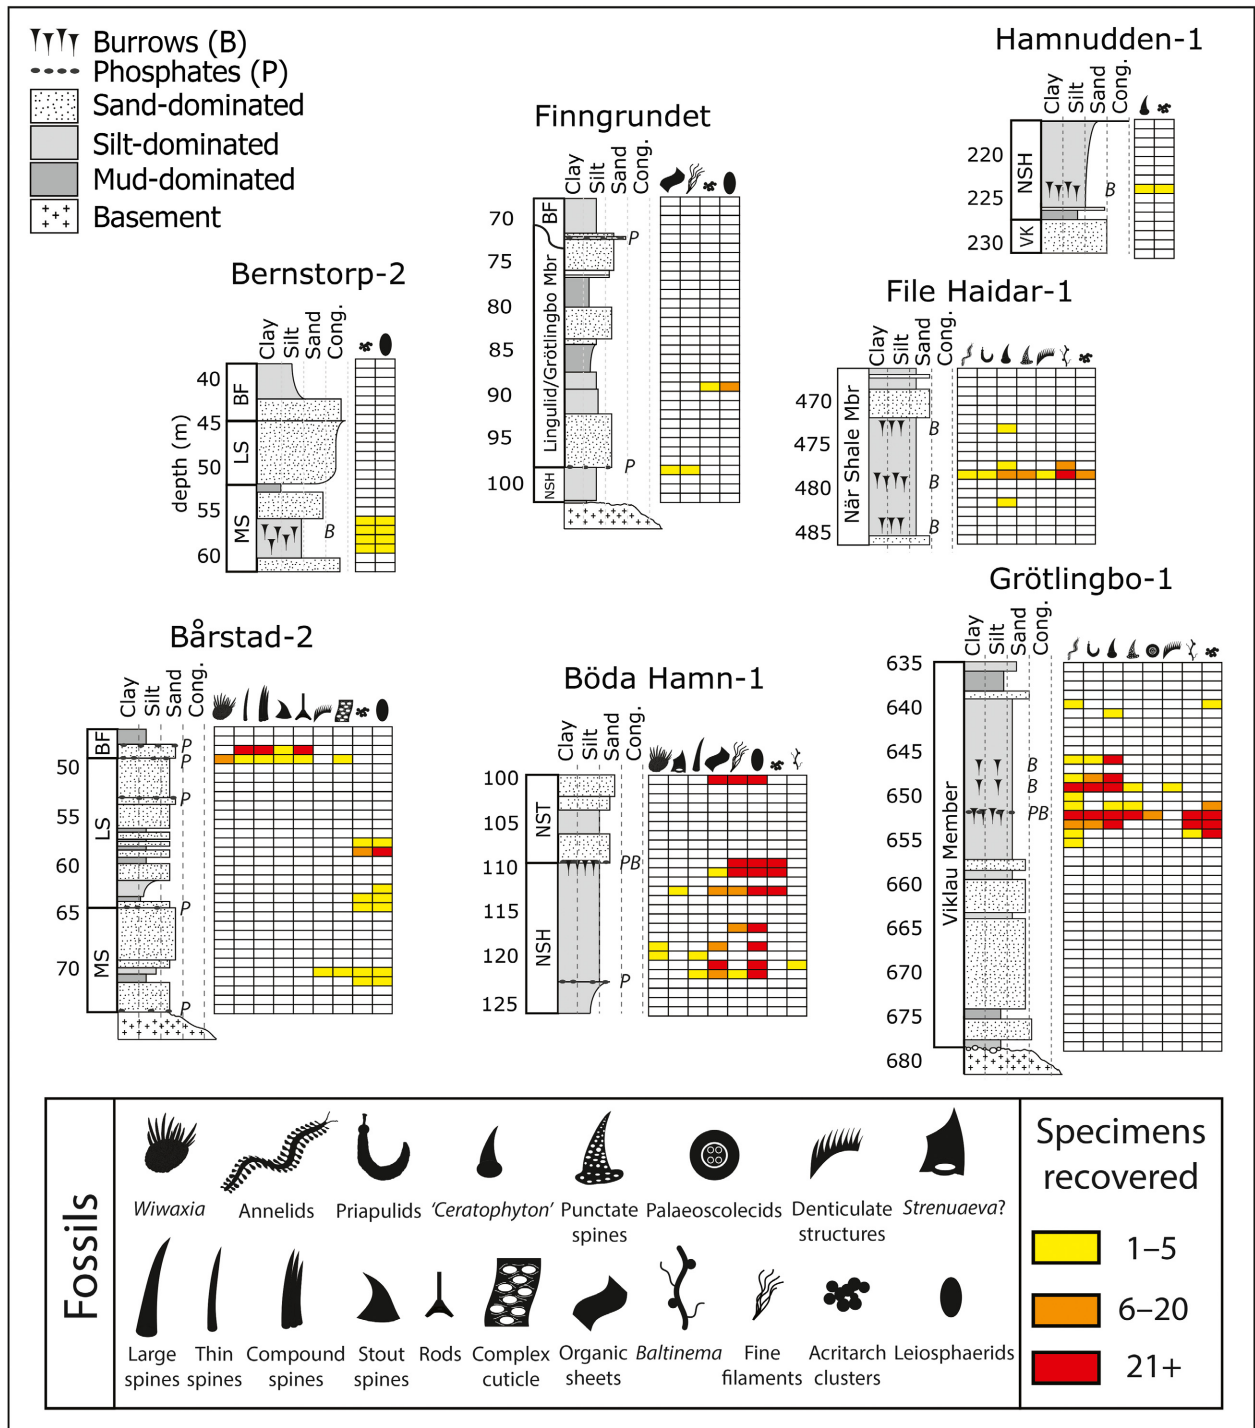 Burrows (B)
Phosphates (P)
Sand-dominated
Silt-dominated
Mud-dominated
Basement
Hamnudden-1
Clay
Silt
Sand
Cong.
220
225
230
NSH
VK
B
Finngrundet
Clay
Silt
Sand
Cong.
70
75
80
85
90
95
100
BF
Lingulid/Grötlingbo Mbr
NSH
P
P
Bernstorp-2
Clay
Silt
Sand
Cong.
depth (m)
40
45
50
55
60
BF
LS
MS
B
File Haidar-1
Clay
Silt
Sand
Cong.
470
475
480
485
När Shale Mbr
B
B
B
Bårstad-2
Clay
Silt
Sand
Cong.
50
55
60
65
70
BF
LS
MS
P
P
P
P
P
Böda Hamn-1
Clay
Silt
Sand
Cong.
100
105
110
115
120
125
NST
NSH
PB
P
Grötlingbo-1
Clay
Silt
Sand
Cong.
635
640
645
650
655
660
665
670
675
680
Viklau Member
B
B
PB
Fossils
Wiwaxia
Annelids
Priapulids
'Ceratophyton'
Punctate
spines
Palaeoscolecids
Denticulate
structures
Strenuaeva?
Large
spines
Thin
spines
Compound
spines
Stout
spines
Rods
Complex
cuticle
Organic
sheets
Baltinema
Fine
filaments
Acritarch
clusters
Leiosphaerids
Specimens
recovered
1–5
6–20
21+